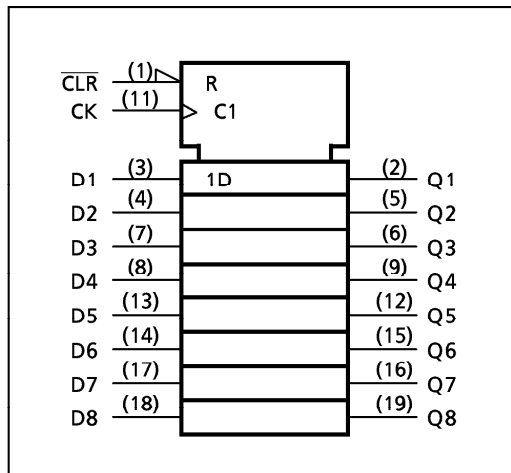 C̅L̅R̅ (1) R
CK (11) C1
D1 (3) 1D (2) Q1
D2 (4) (5) Q2
D3 (7) (6) Q3
D4 (8) (9) Q4
D5 (13) (12) Q5
D6 (14) (15) Q6
D7 (17) (16) Q7
D8 (18) (19) Q8